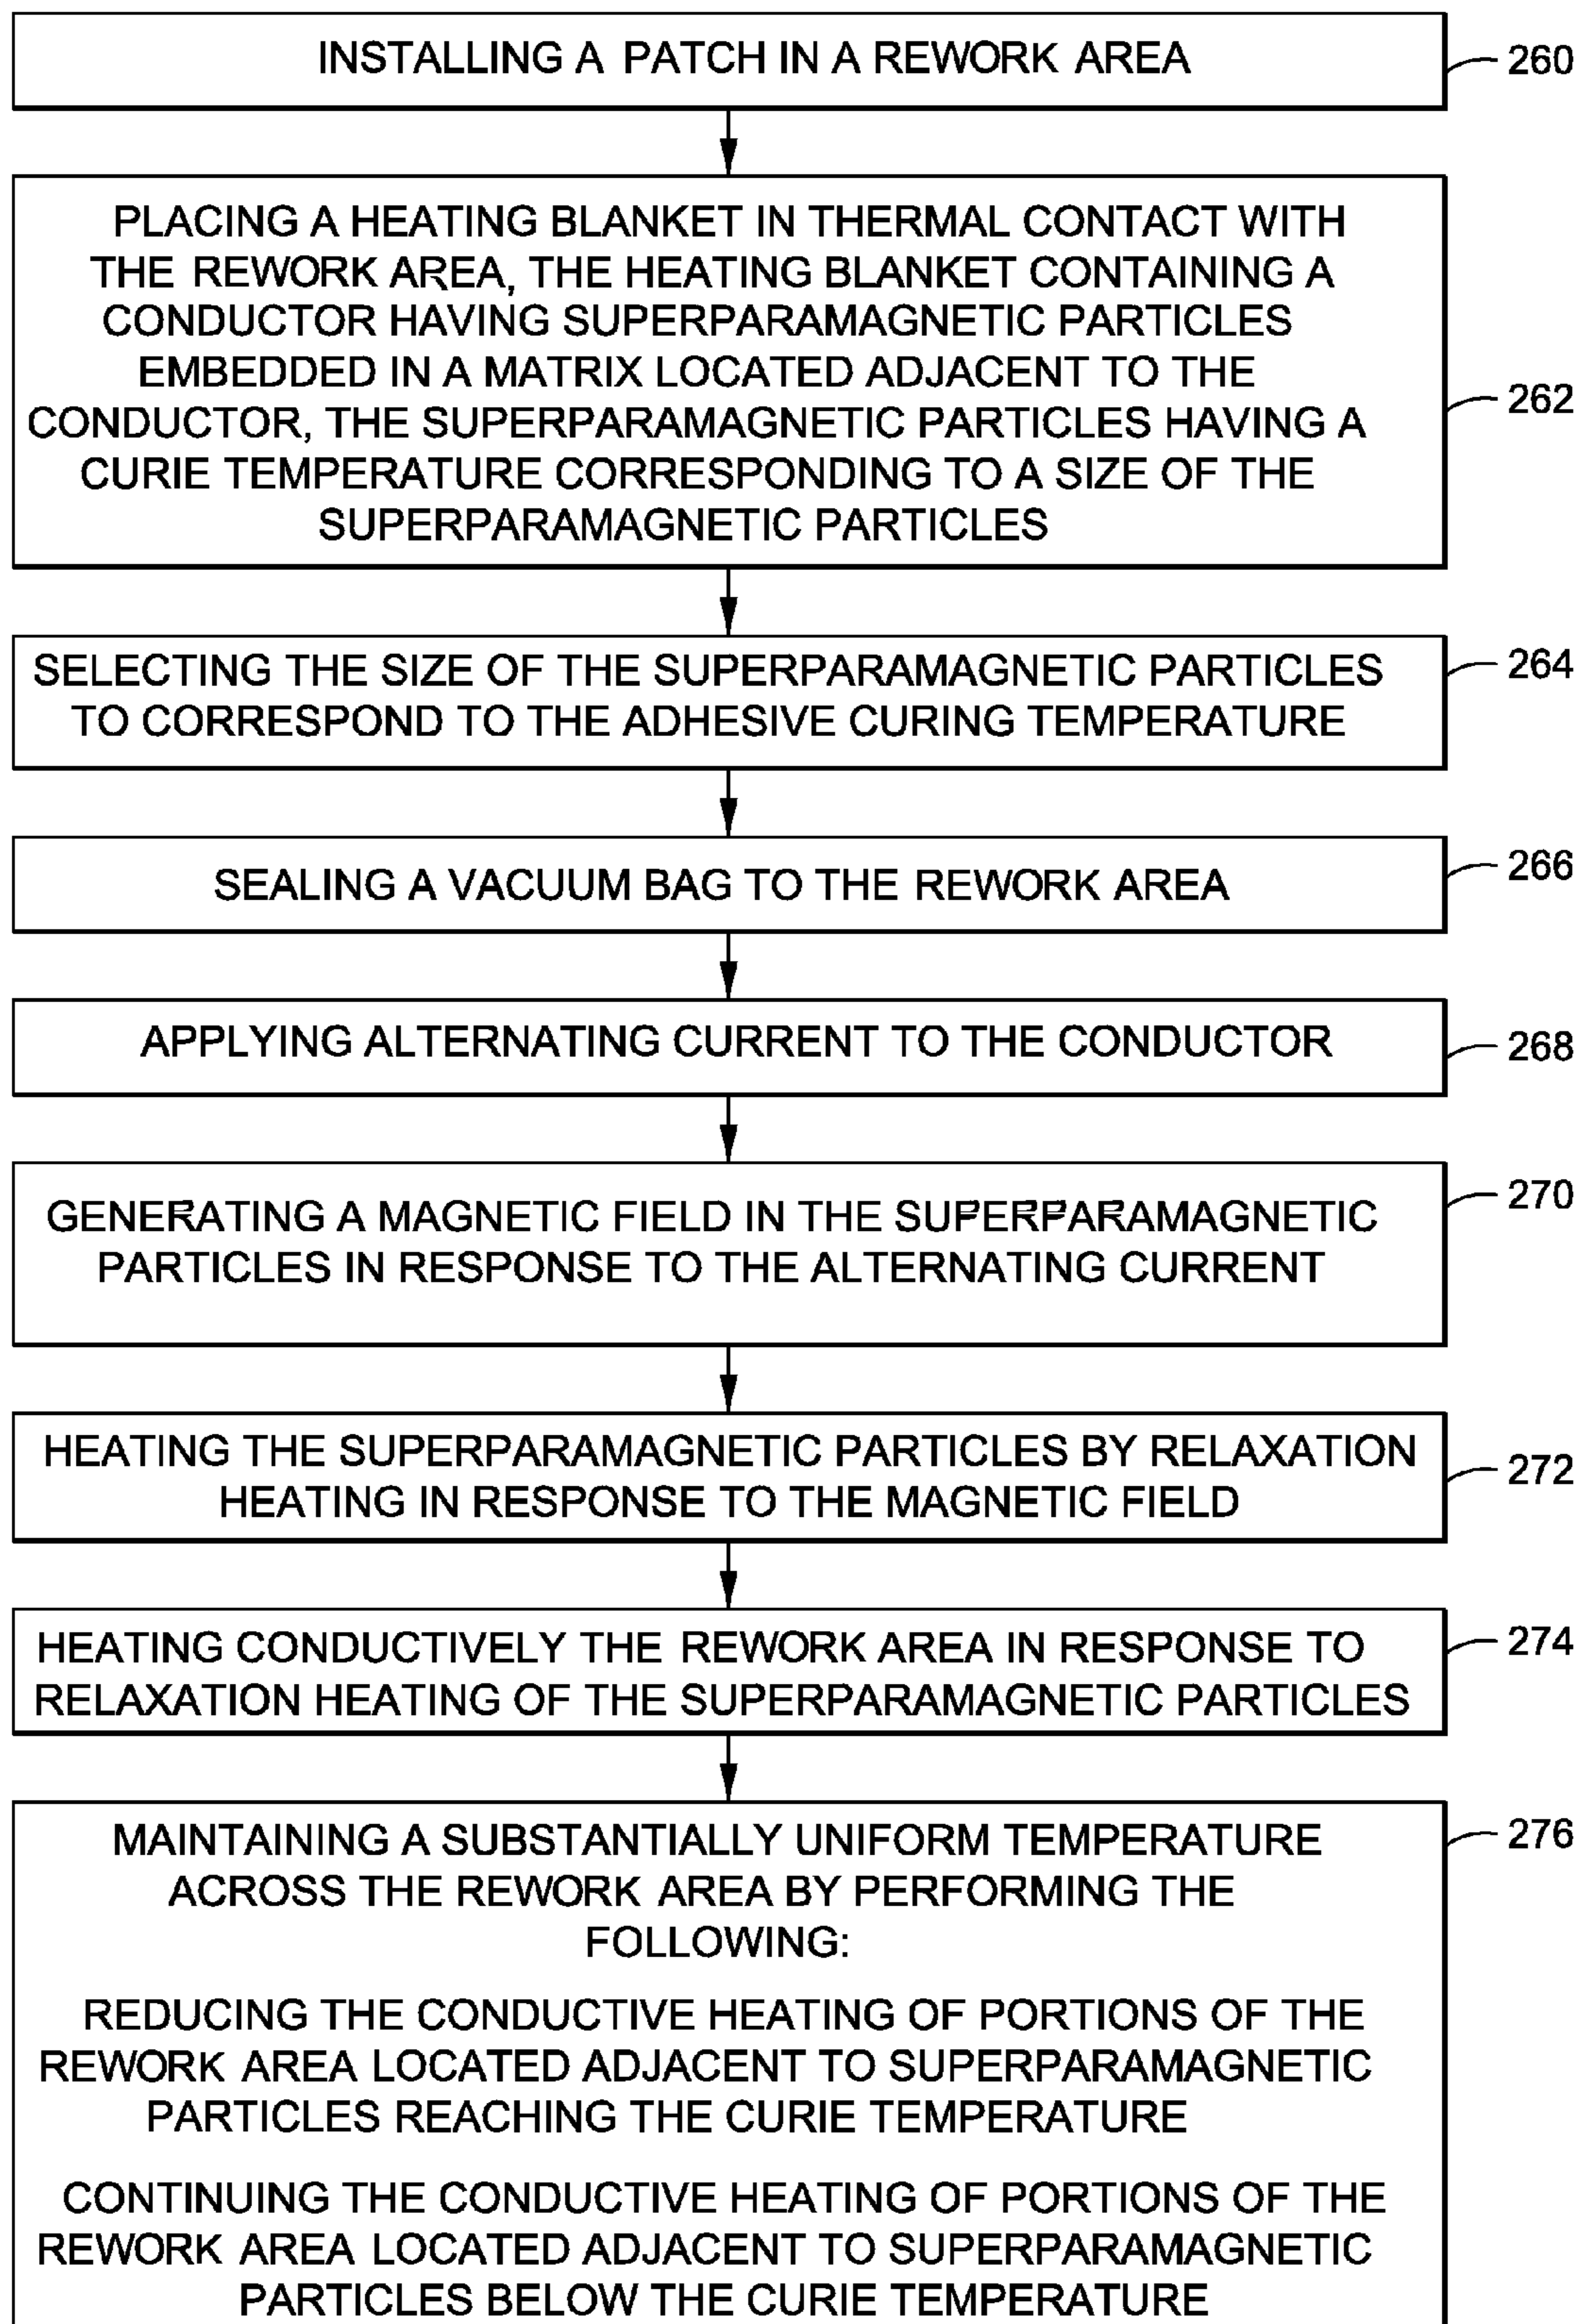 INSTALLING A PATCH IN A REWORK AREA
260
PLACING A HEATING BLANKET IN THERMAL CONTACT WITH
THE REWORK AREA, THE HEATING BLANKET CONTAINING A
CONDUCTOR HAVING SUPERPARAMAGNETIC PARTICLES
EMBEDDED IN A MATRIX LOCATED ADJACENT TO THE
CONDUCTOR, THE SUPERPARAMAGNETIC PARTICLES HAVING A
CURIE TEMPERATURE CORRESPONDING TO A SIZE OF THE
SUPERPARAMAGNETIC PARTICLES
262
SELECTING THE SIZE OF THE SUPERPARAMAGNETIC PARTICLES
TO CORRESPOND TO THE ADHESIVE CURING TEMPERATURE
264
SEALING A VACUUM BAG TO THE REWORK AREA
266
APPLYING ALTERNATING CURRENT TO THE CONDUCTOR
268
GENERATING A MAGNETIC FIELD IN THE SUPERPARAMAGNETIC
PARTICLES IN RESPONSE TO THE ALTERNATING CURRENT
270
HEATING THE SUPERPARAMAGNETIC PARTICLES BY RELAXATION
HEATING IN RESPONSE TO THE MAGNETIC FIELD
272
HEATING CONDUCTIVELY THE REWORK AREA IN RESPONSE TO
RELAXATION HEATING OF THE SUPERPARAMAGNETIC PARTICLES
274
MAINTAINING A SUBSTANTIALLY UNIFORM TEMPERATURE
ACROSS THE REWORK AREA BY PERFORMING THE
FOLLOWING:
REDUCING THE CONDUCTIVE HEATING OF PORTIONS OF THE
REWORK AREA LOCATED ADJACENT TO SUPERPARAMAGNETIC
PARTICLES REACHING THE CURIE TEMPERATURE
CONTINUING THE CONDUCTIVE HEATING OF PORTIONS OF THE
REWORK AREA LOCATED ADJACENT TO SUPERPARAMAGNETIC
PARTICLES BELOW THE CURIE TEMPERATURE
276